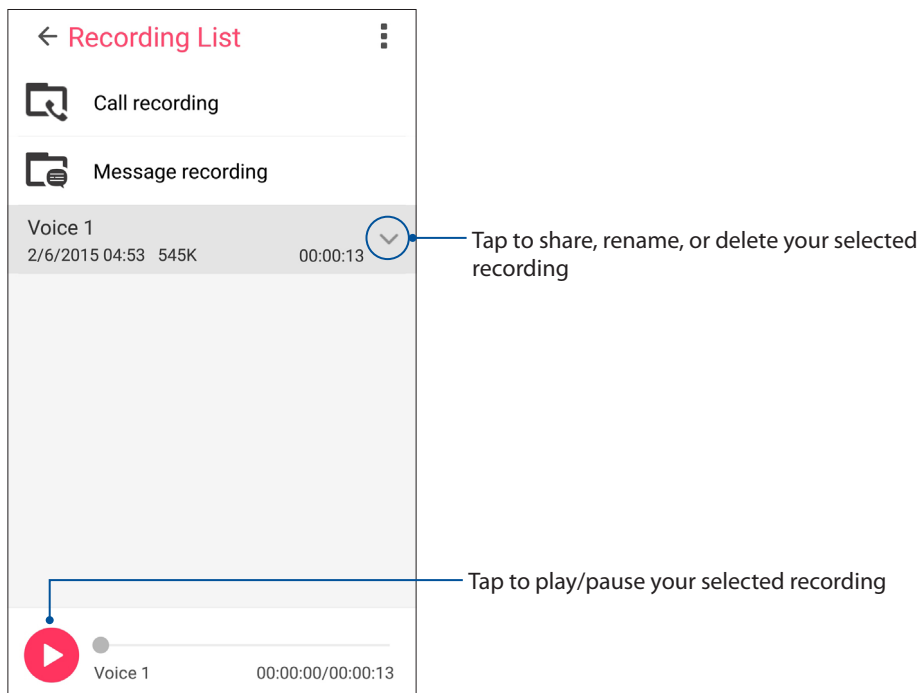 Recording List
Call recording
Message recording
Voice 1
2/6/2015 04:53 545K 00:00:13
Tap to share, rename, or delete your selected
recording
Tap to play/pause your selected recording
Voice 1 00:00:00/00:00:13